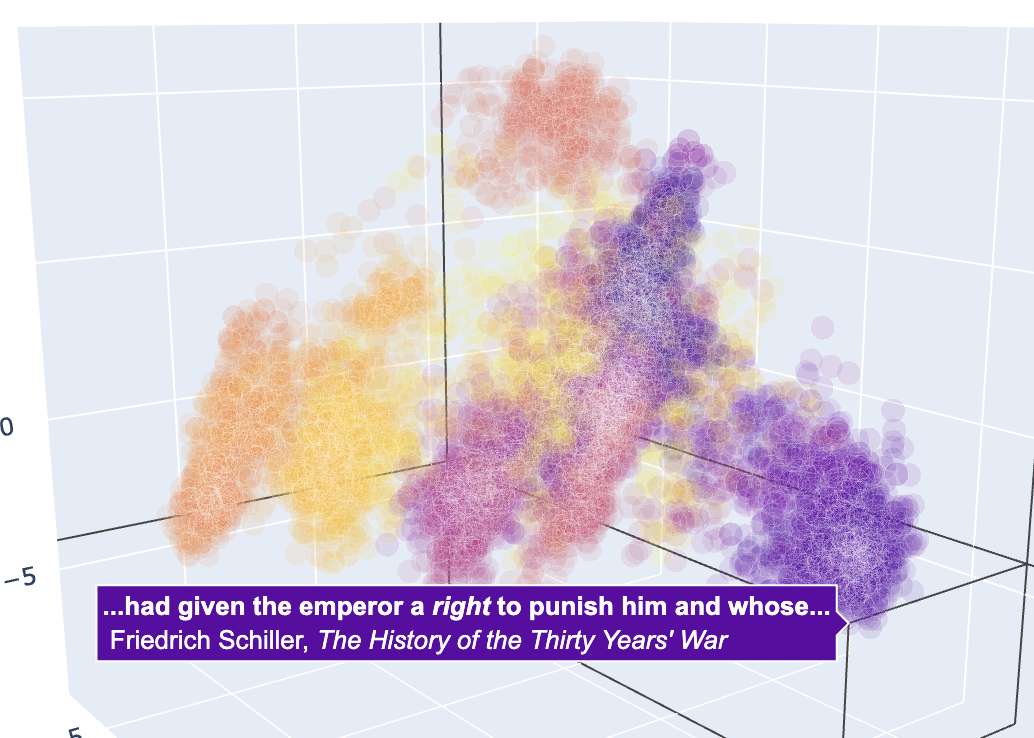 0
−5
...had given the emperor a right to punish him and whose...
Friedrich Schiller, The History of the Thirty Years' War
5